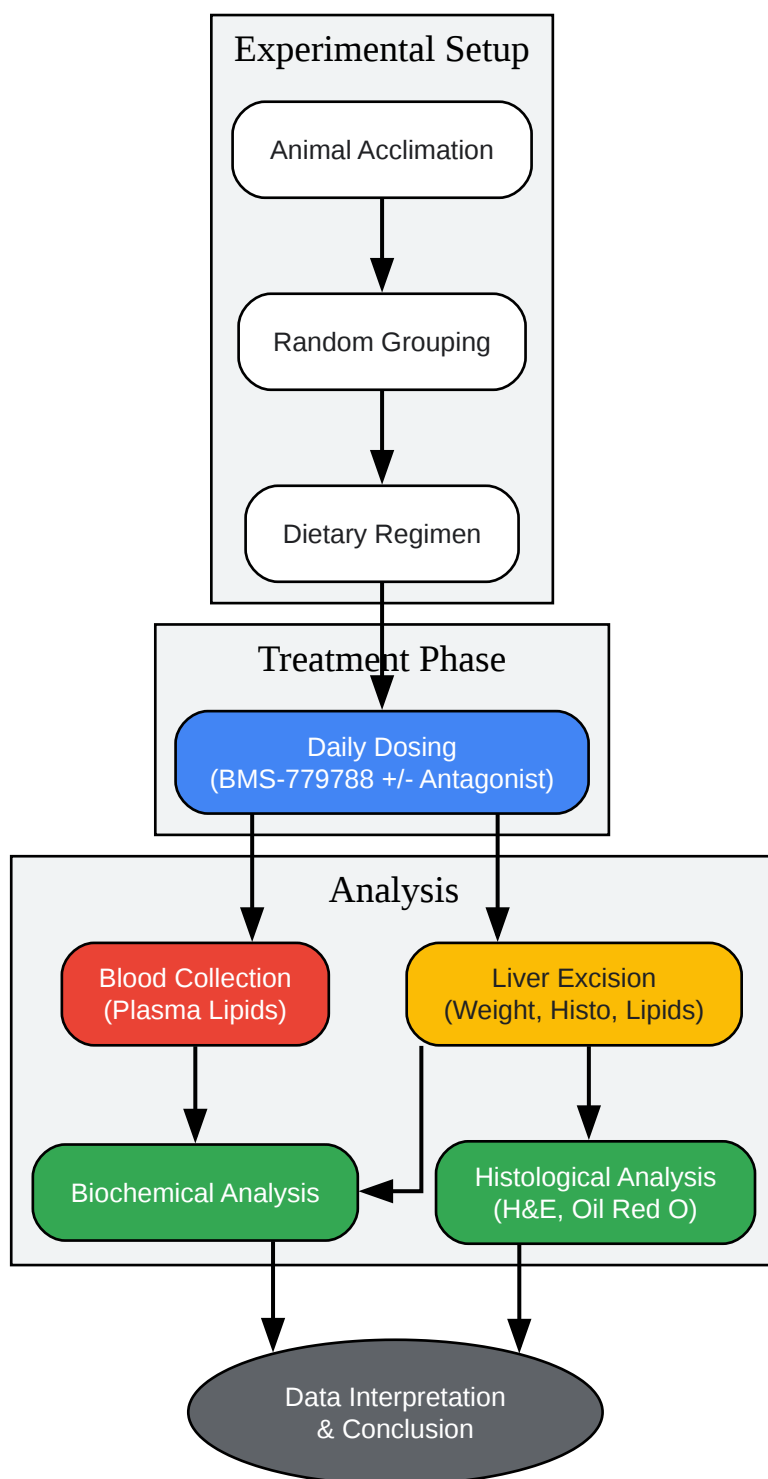 Experimental Setup
Animal Acclimation
Random Grouping
Dietary Regimen
Treatment Phase
Daily Dosing
(BMS-779788 +/- Antagonist)
Analysis
Blood Collection
(Plasma Lipids)
Liver Excision
(Weight, Histo, Lipids)
Biochemical Analysis
Histological Analysis
(H&E, Oil Red O)
Data Interpretation
& Conclusion